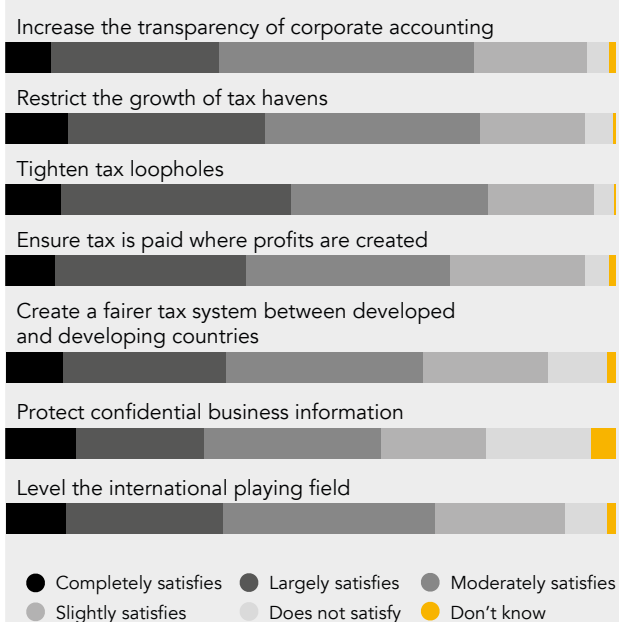 Increase the transparency of corporate accounting
Restrict the growth of tax havens
Tighten tax loopholes
Ensure tax is paid where profits are created
Create a fairer tax system between developed
and developing countries
Protect confidential business information
Level the international playing field
Completely satisfies Largely satisfies Moderately satisfies
Slightly satisfies Does not satisfy Don’t know